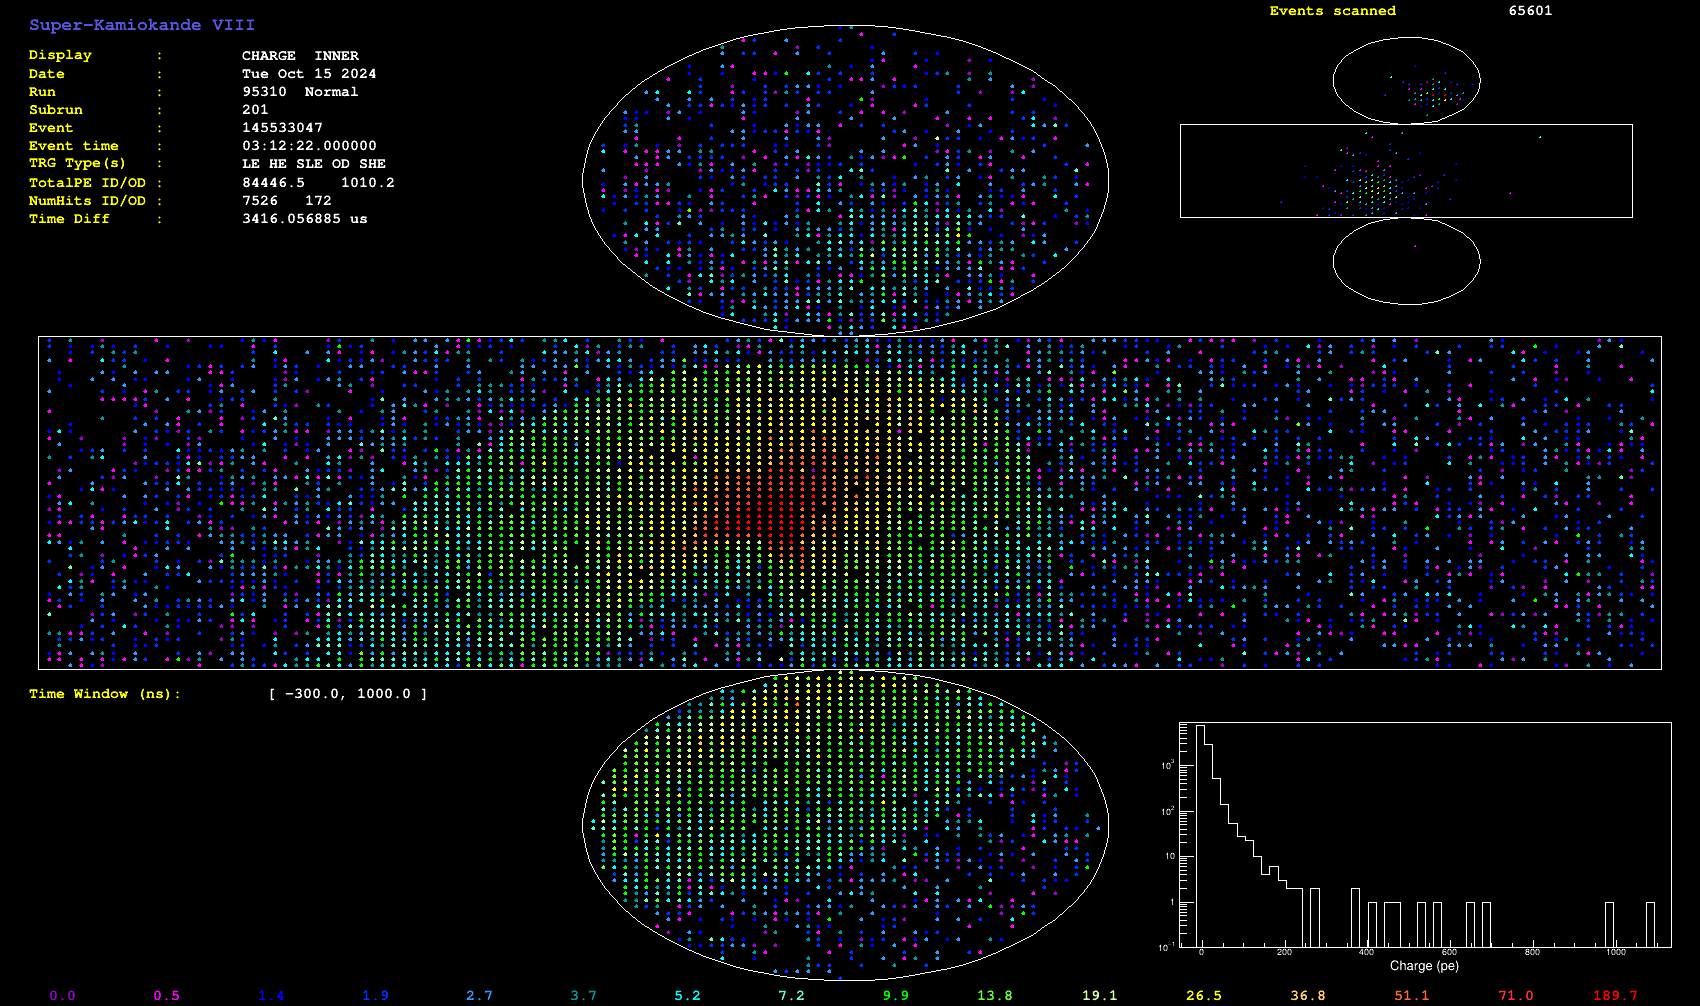 Super-Kamiokande VIII
Events scanned 65601
Display : CHARGE INNER
Date : Tue Oct 15 2024
Run : 95310 Normal
Subrun : 201
Event : 145533047
Event time : 03:12:22.000000
TRG Type(s) : LE HE SLE OD SHE
TotalPE ID/OD : 84446.5 1010.2
NumHits ID/OD : 7526 172
Time Diff : 3416.056885 us
Time Window (ns): [ -300.0, 1000.0 ]
10³
10²
10
1
10⁻¹
0 200 400 600 800 1000
Charge (pe)
0.0 0.5 1.4 1.9 2.7 3.7 5.2 7.2 9.9 13.8 19.1 26.5 36.8 51.1 71.0 189.7